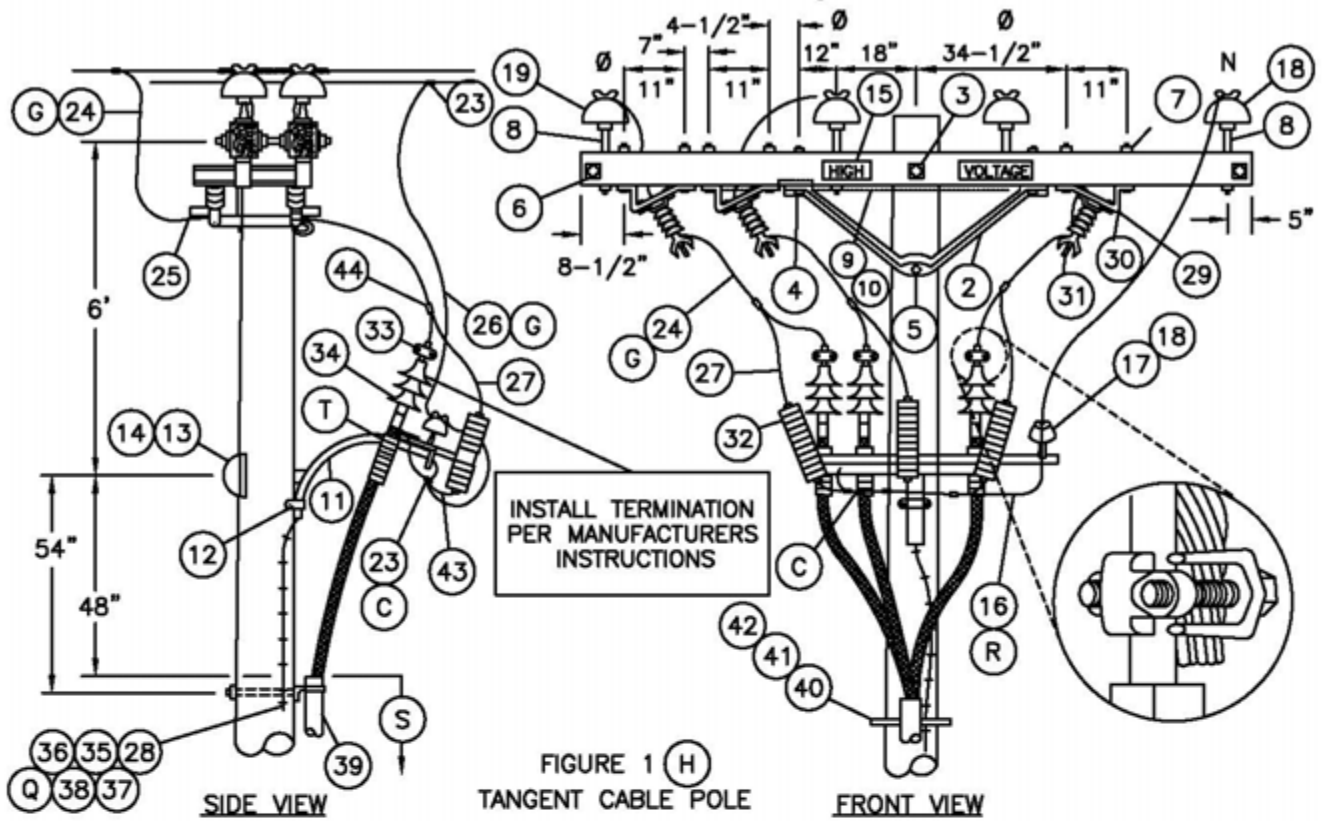 4-1/2"
Ø
Ø
7"
12"
18"
34-1/2"
Ø
N
19
11"
11"
15
3
11"
7
18
G
24
23
8
8
HIGH
VOLTAGE
6
5"
25
8-1/2"
30
29
44
4
9
10
2
31
6'
26
G
24
5
33
G
18
34
27
27
17
T
32
14
13
INSTALL TERMINATION
PER MANUFACTURERS
INSTRUCTIONS
11
12
54"
23
43
C
16
48"
C
R
42
41
40
S
36
35
28
39
Q
38
37
FIGURE 1
H
TANGENT CABLE POLE
SIDE VIEW
FRONT VIEW